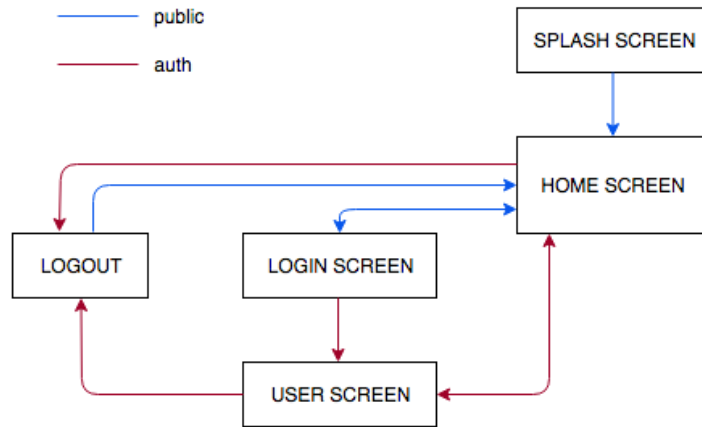 public
SPLASH SCREEN
auth
HOME SCREEN
LOGOUT
LOGIN SCREEN
USER SCREEN